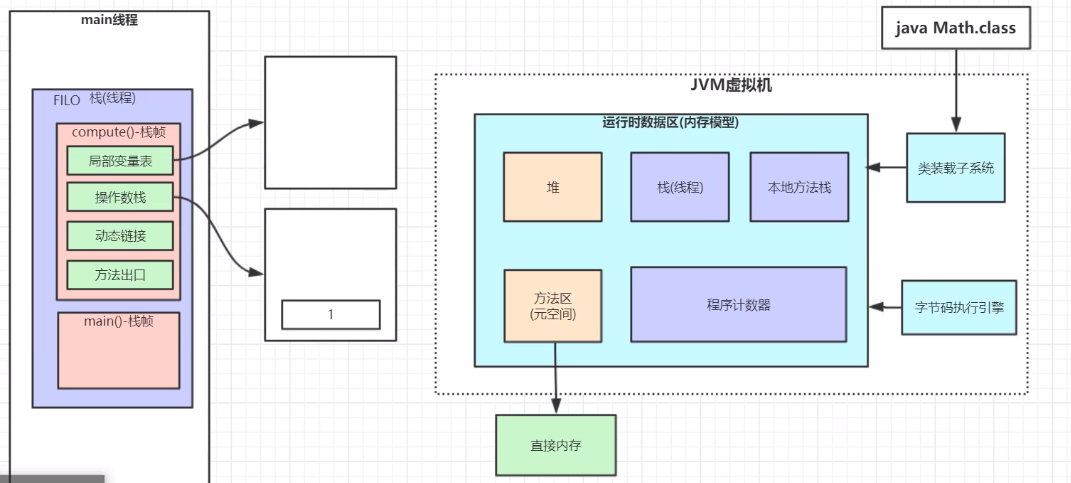 main线程
FILO 栈(线程)
compute()-栈帧
局部变量表
操作数栈
动态链接
方法出口
main()-栈帧
1
java Math.class
JVM虚拟机
运行时数据区(内存模型)
堆
栈(线程)
本地方法栈
类装载子系统
方法区
(元空间)
程序计数器
字节码执行引擎
直接内存